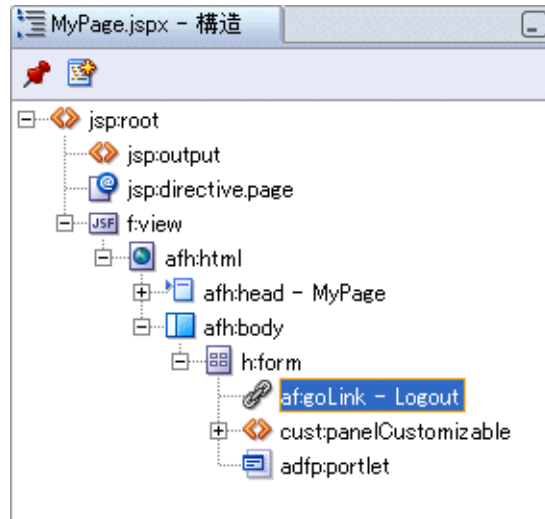 MyPage.jspx - 構造
jsp:root
jsp:output
jsp:directive.page
JSF f:view
afh:html
afh:head - MyPage
afh:body
h:form
af:goLink - Logout
cust:panelCustomizable
adfp:portlet